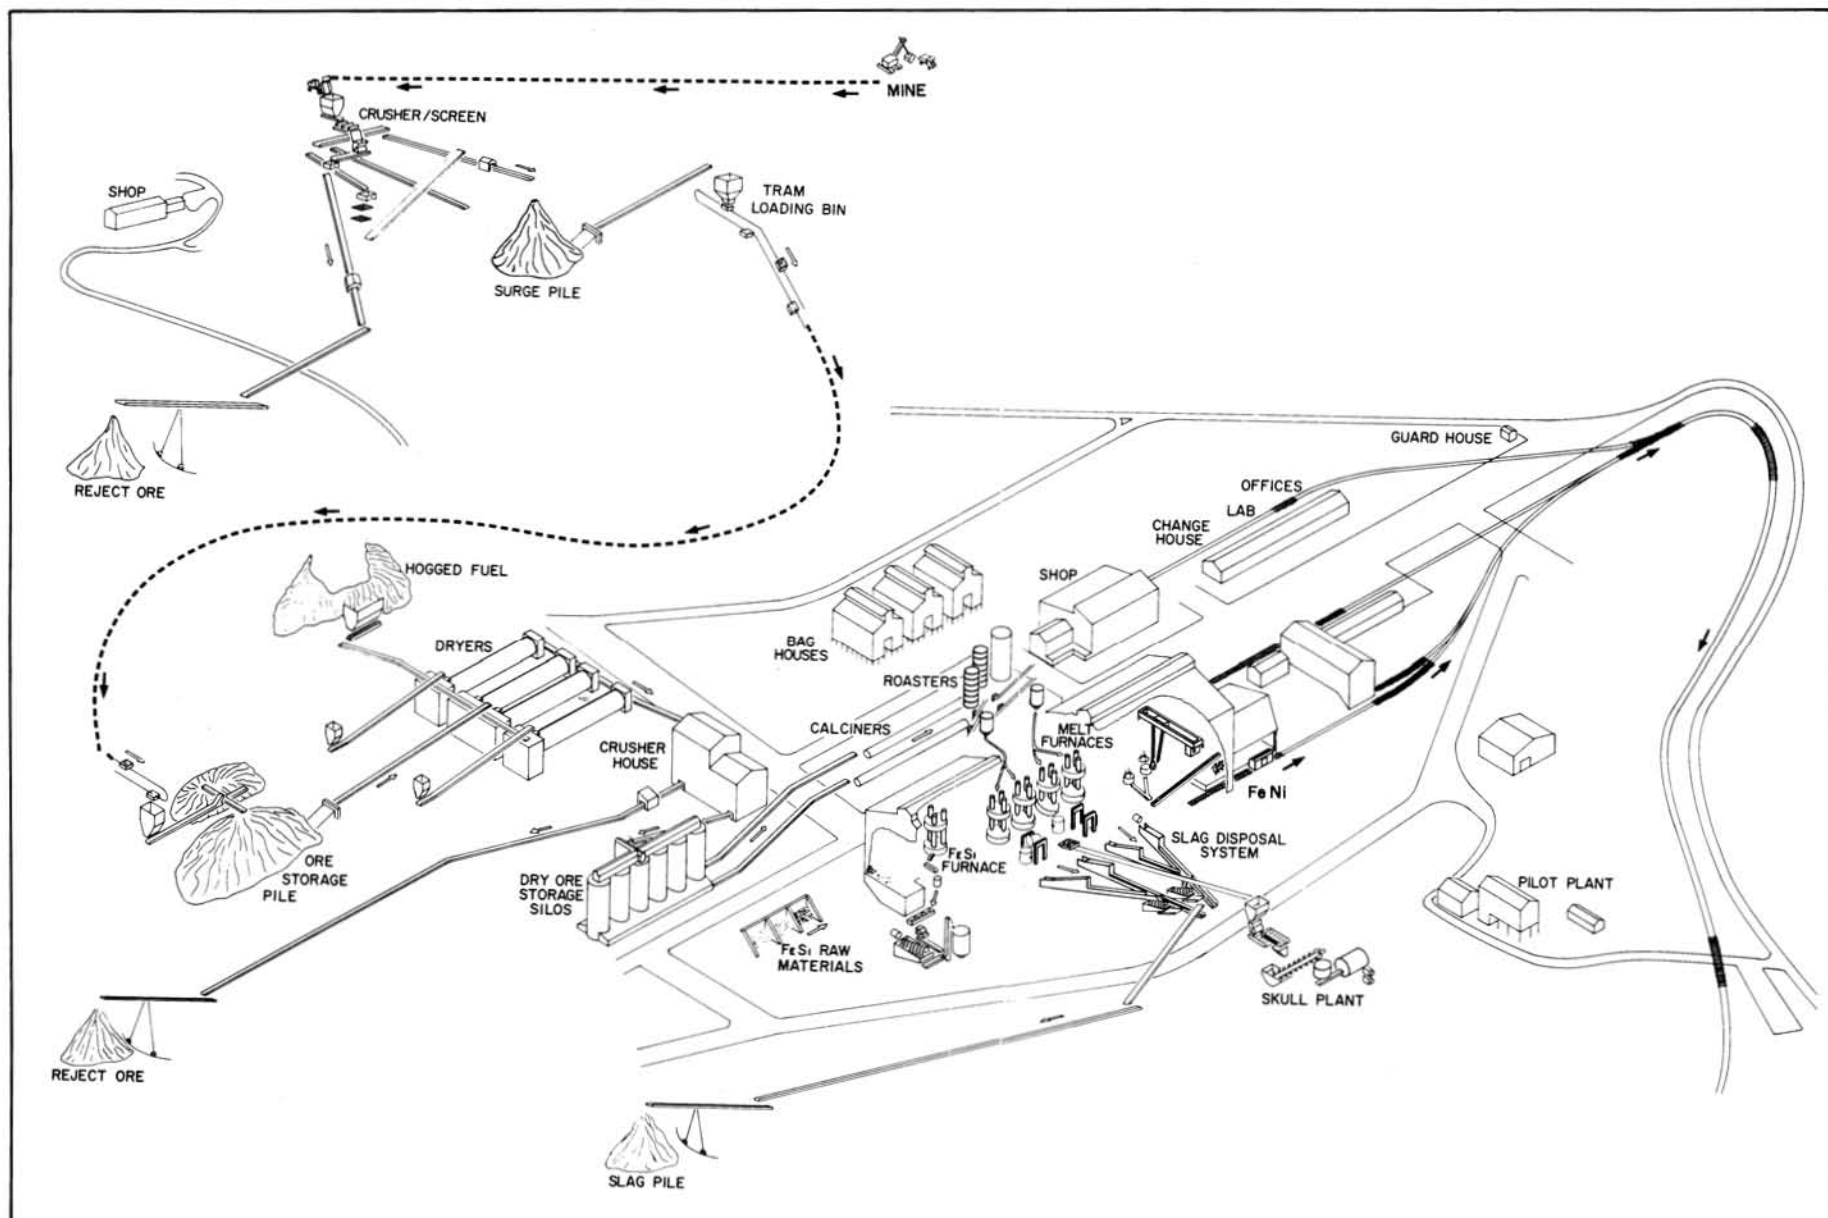 MINE
CRUSHER/SCREEN
SHOP
TRAM
LOADING BIN
SURGE PILE
REJECT ORE
GUARD HOUSE
OFFICES
LAB
CHANGE
HOUSE
HOGGED FUEL
SHOP
DRYERS
BAG
HOUSES
ROASTERS
CALCINERS
MELT
FURNACES
CRUSHER
HOUSE
FeNi
ORE
STORAGE
PILE
DRY ORE
STORAGE
SILOS
FeSi
FURNACE
SLAG DISPOSAL
SYSTEM
PILOT PLANT
FeSi RAW
MATERIALS
SKULL PLANT
REJECT ORE
SLAG PILE